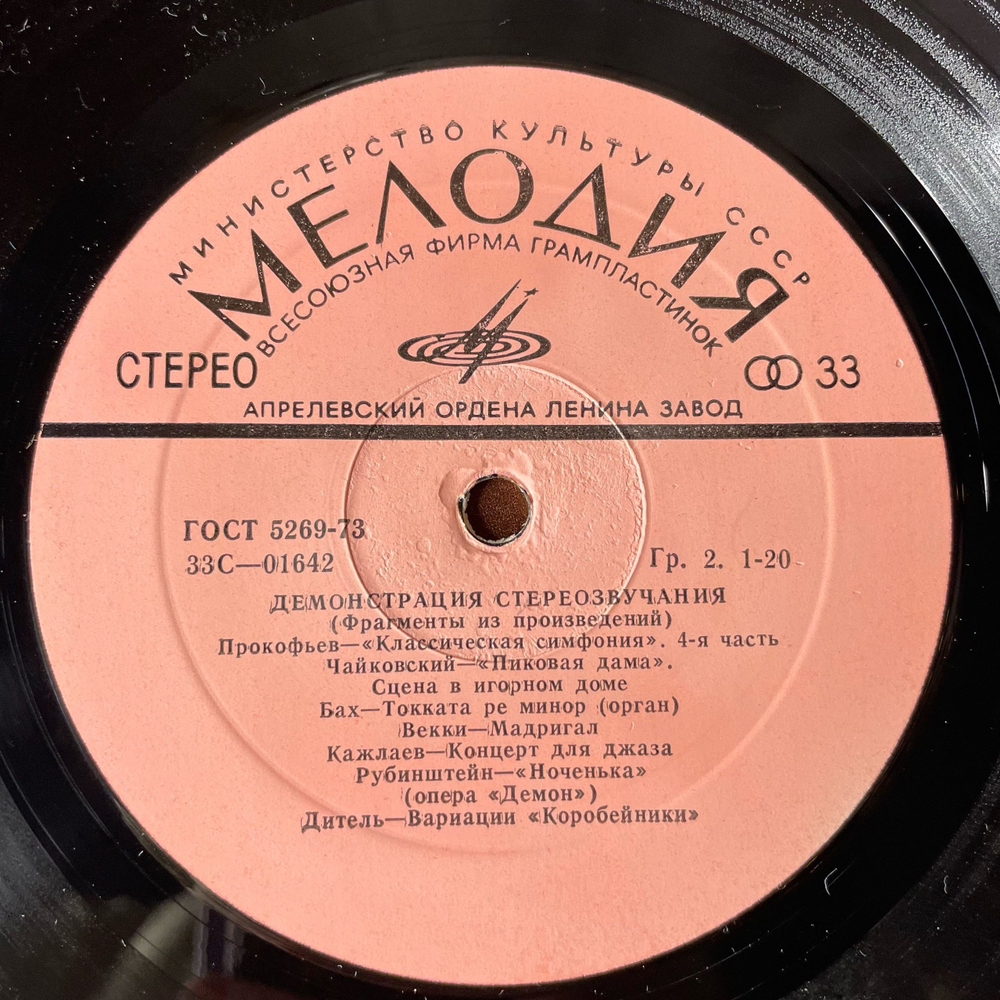 МИНИСТЕРСТВО КУЛЬТУРЫ СССР
МЕЛОДИЯ
ВСЕСОЮЗНАЯ ФИРМА ГРАМПЛАСТИНОК
СТЕРЕО
33
АПРЕЛЕВСКИЙ ОРДЕНА ЛЕНИНА ЗАВОД
ГОСТ 5269-73
33С—01642
Гр. 2. 1-20
ДЕМОНСТРАЦИЯ СТЕРЕОЗВУЧАНИЯ
(Фрагменты из произведений)
Прокофьев—«Классическая симфония». 4-я часть
Чайковский—«Пиковая дама».
Сцена в игорном доме
Бах—Токката ре минор (орган)
Векки—Мадригал
Кажлаев—Концерт для джаза
Рубинштейн—«Ноченька»
(опера «Демон»)
Дитель—Вариации «Коробейники»